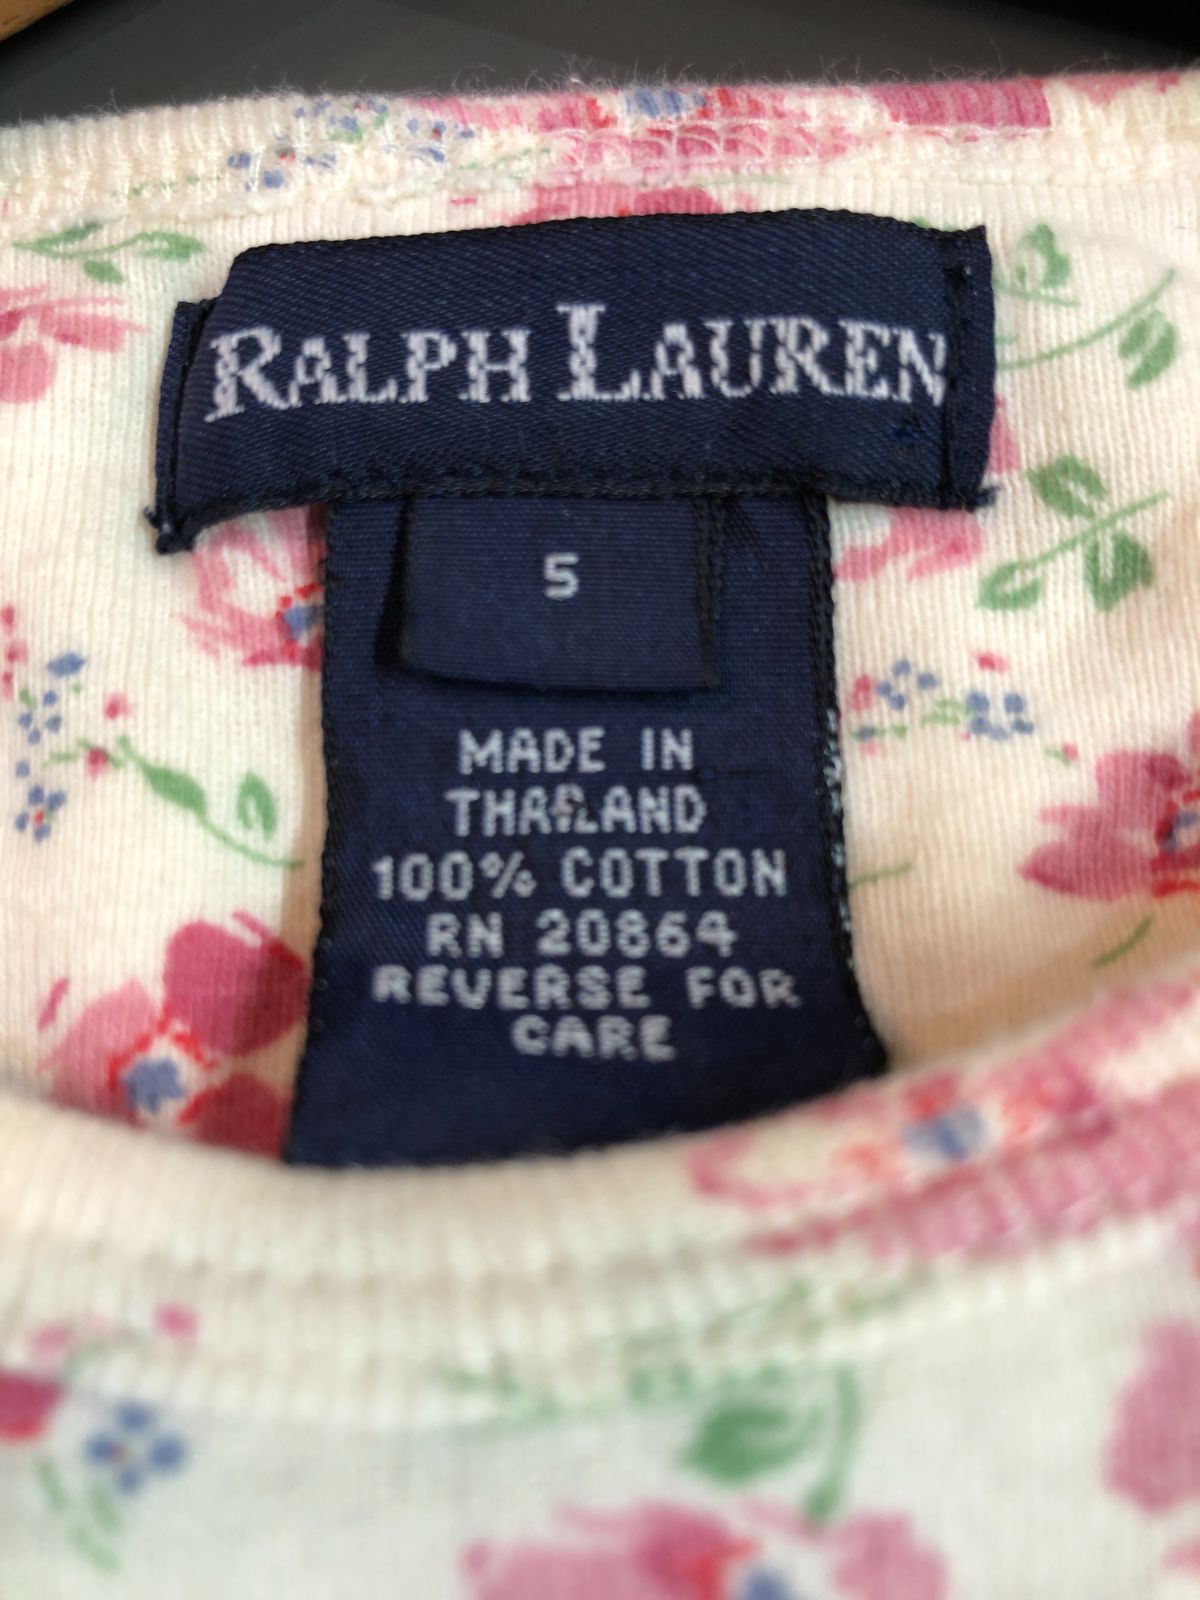 RALPH LAUREN
5
MADE IN
THAILAND
100% COTTON
RN 20864
REVERSE FOR
CARE